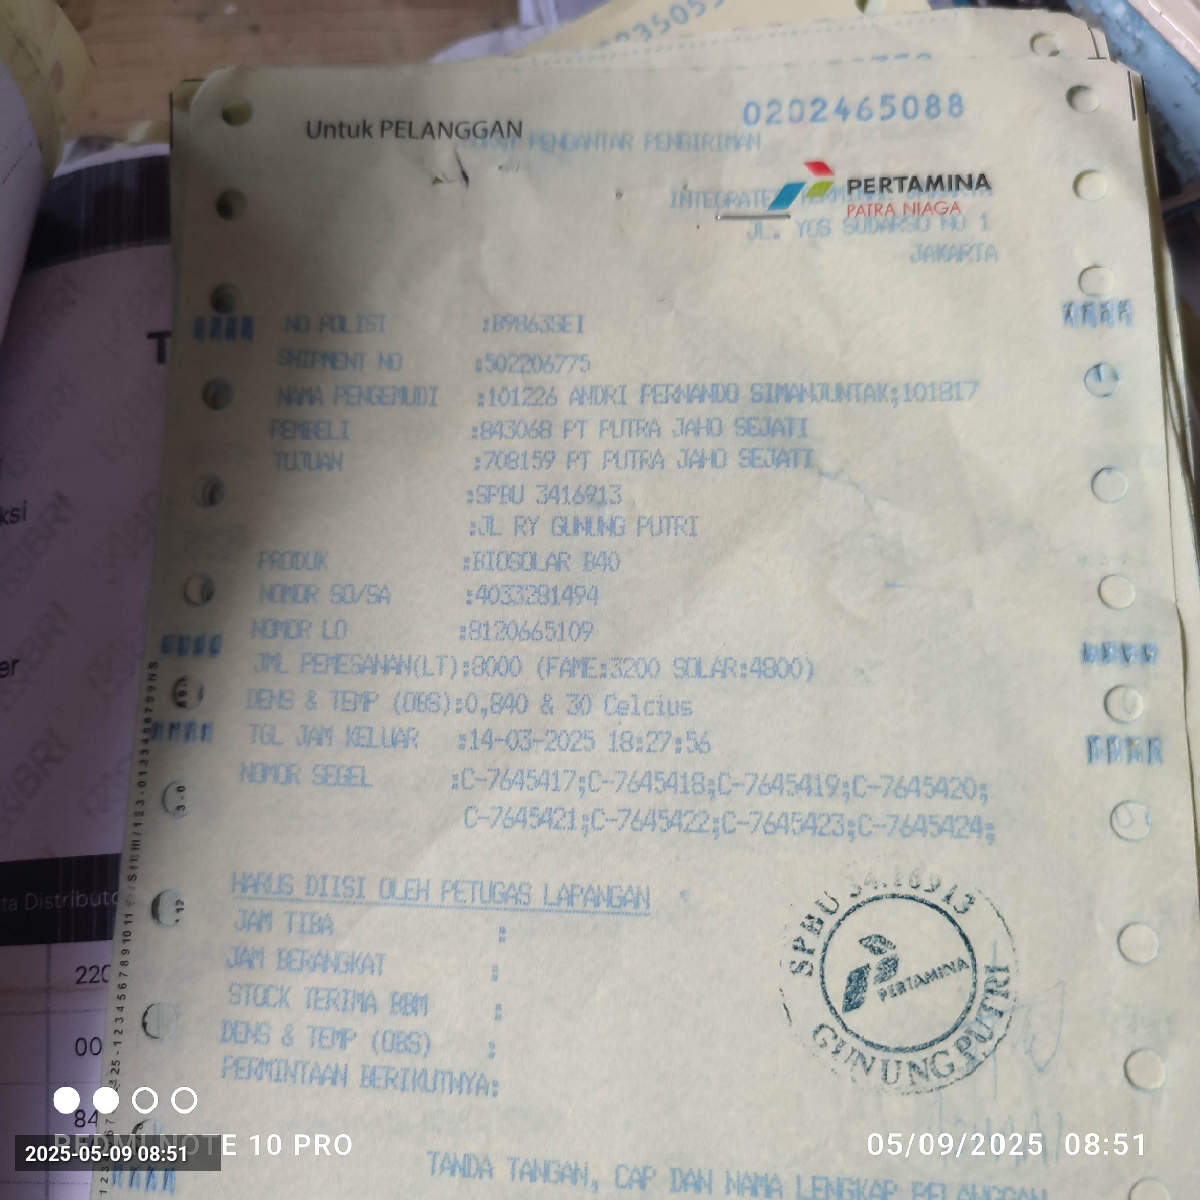 Untuk PELANGGAN
0202465088
PENGANTAR PENGIRIMAN
PERTAMINA
PATRA NIAGA
JL. YOS SUDARSO NO 1
JAKARTA
NO POLISI :B9863SEI
SHIPMENT NO :502206775
NAMA PENGEMUDI :101226 ANDRI FERNANDO SIMANJUNTAK;101817
PEMBELI :843068 PT PUTRA JAHO SEJATI
TUJUAN :708159 PT PUTRA JAHO SEJATI
:SPBU 3416913
:JL RY GUNUNG PUTRI
PRODUK :BIOSOLAR B40
NOMOR SO/SA :4033281494
NOMOR LO :8120665109
JML PEMESANAN(LT):8000 (FAME:3200 SOLAR:4800)
DENS & TEMP (OBS):0,840 & 30 Celcius
TGL JAM KELUAR :14-03-2025 18:27:56
NOMOR SEGEL :C-7645417;C-7645418;C-7645419;C-7645420;
C-7645421;C-7645422;C-7645423;C-7645424;
HARUS DIISI OLEH PETUGAS LAPANGAN
JAM TIBA :
JAM BERANGKAT :
STOCK TERIMA BBM :
DENS & TEMP (OBS) :
PERMINTAAN BERIKUTNYA:
SPBU 34.16913
PERTAMINA
GUNUNG PUTRI
TANDA TANGAN, CAP DAN NAMA LENGKAP PELANGGAN
ta Distributo
220
00
84
REDMI NOTE 10 PRO
2025-05-09 08:51
05/09/2025 08:51